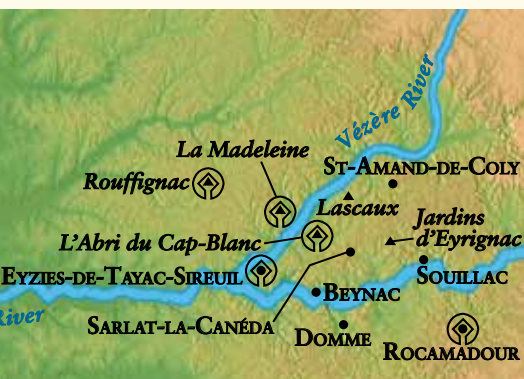 Vézère River
La Madeleine
St-Amand-de-Coly
Rouffignac
Lascaux
Jardins
d'Eyrignac
L'Abri du Cap-Blanc
Eyzies-de-Tayac-Sireuil
Souillac
Beynac
River
Sarlat-la-Canéda
Domme
Rocamadour